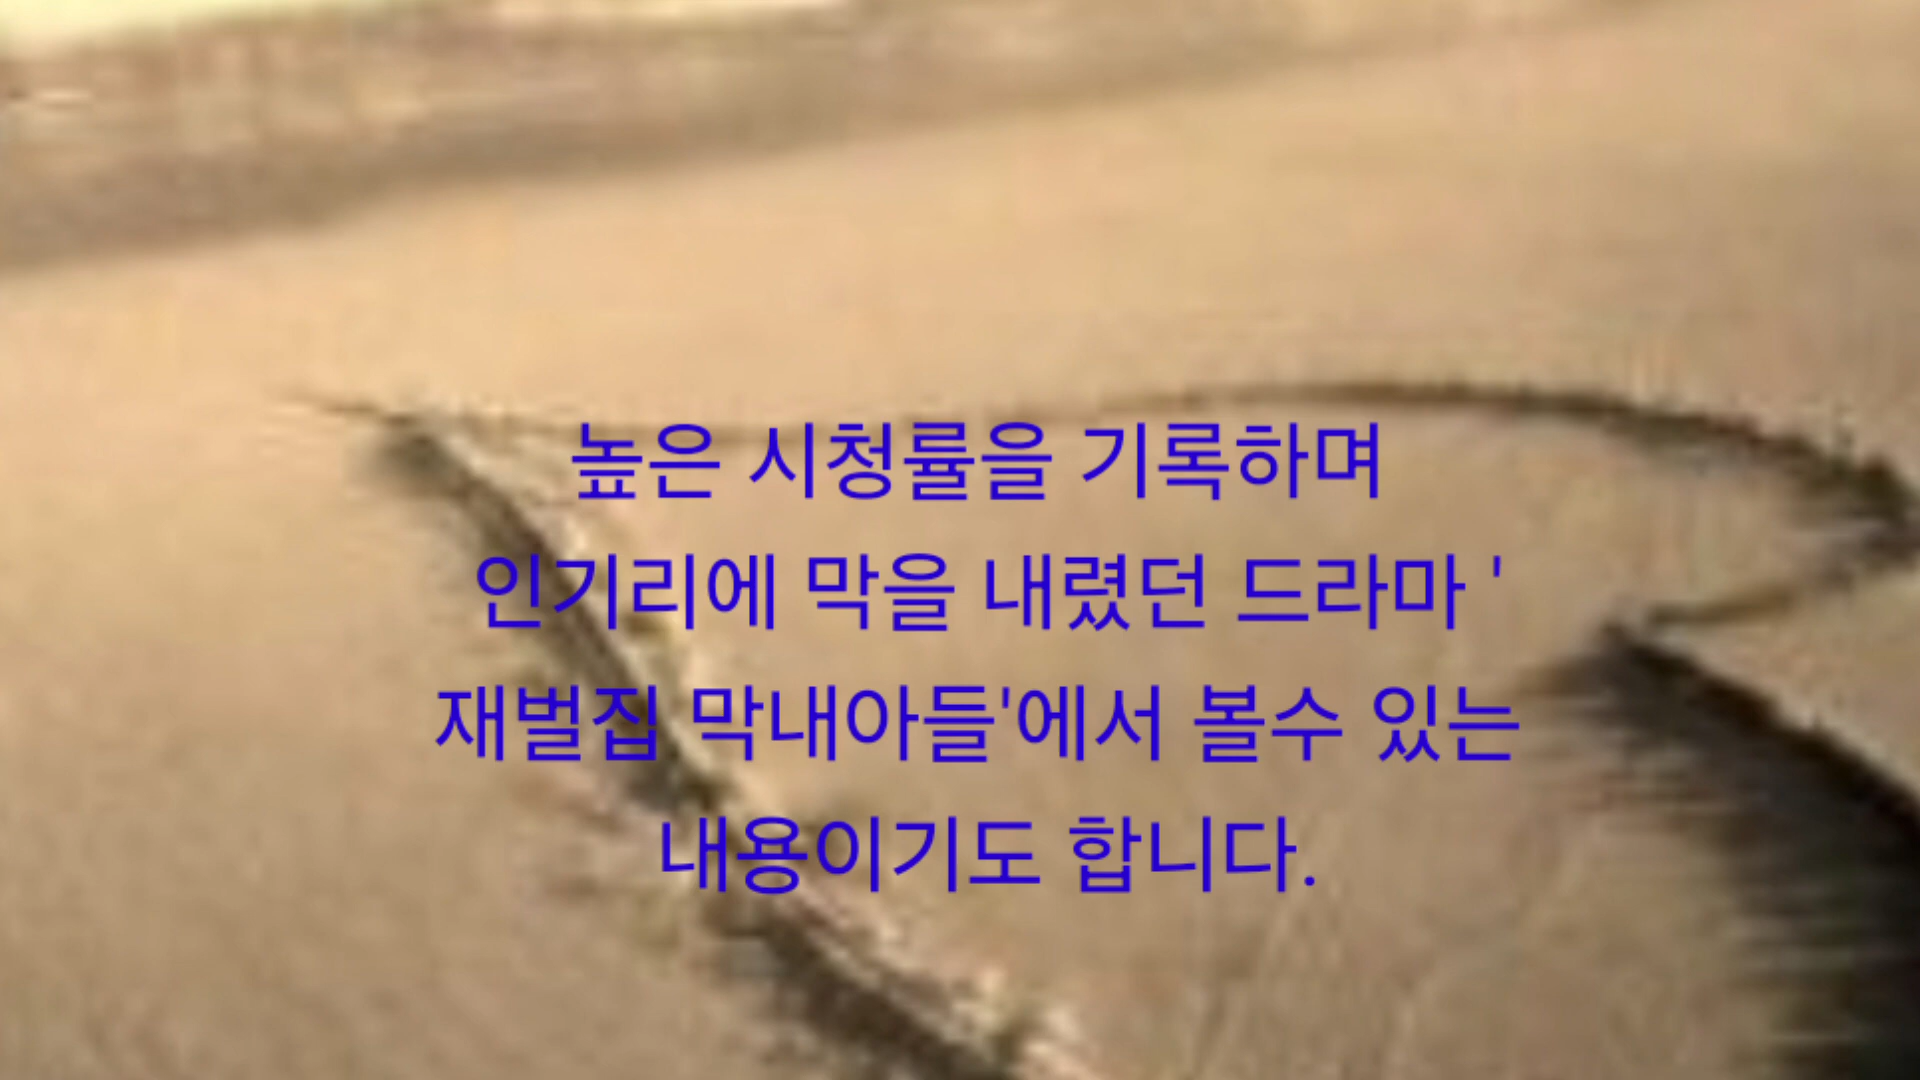 높은 시청률을 기록하며
인기리에 막을 내렸던 드라마 '
재벌집 막내아들'에서 볼수 있는
내용이기도 합니다.